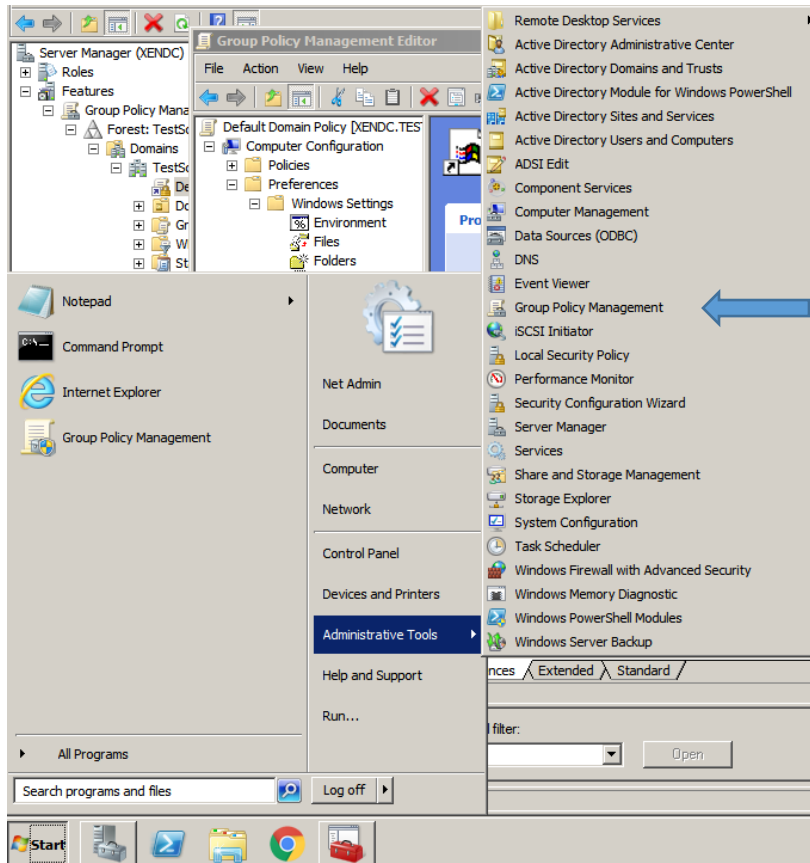 Server Manager (XENDC)
Roles
Features
Group Policy Mana
Forest: TestSc
Domains
TestSc
De
Do
Gr
W
St
Group Policy Management Editor
File Action View Help
Default Domain Policy [XENDC.TES
Computer Configuration
Policies
Preferences
Windows Settings
Environment
Files
Folders
Pro
Remote Desktop Services
Active Directory Administrative Center
Active Directory Domains and Trusts
Active Directory Module for Windows PowerShell
Active Directory Sites and Services
Active Directory Users and Computers
ADSI Edit
Component Services
Computer Management
Data Sources (ODBC)
DNS
Event Viewer
Group Policy Management
iSCSI Initiator
Local Security Policy
Performance Monitor
Security Configuration Wizard
Server Manager
Services
Share and Storage Management
Storage Explorer
System Configuration
Task Scheduler
Windows Firewall with Advanced Security
Windows Memory Diagnostic
Windows PowerShell Modules
Windows Server Backup
Notepad
Command Prompt
Internet Explorer
Group Policy Management
All Programs
Search programs and files
Net Admin
Documents
Computer
Network
Control Panel
Devices and Printers
Administrative Tools
Help and Support
Run...
Log off
nces Extended Standard
filter:
Open
Start